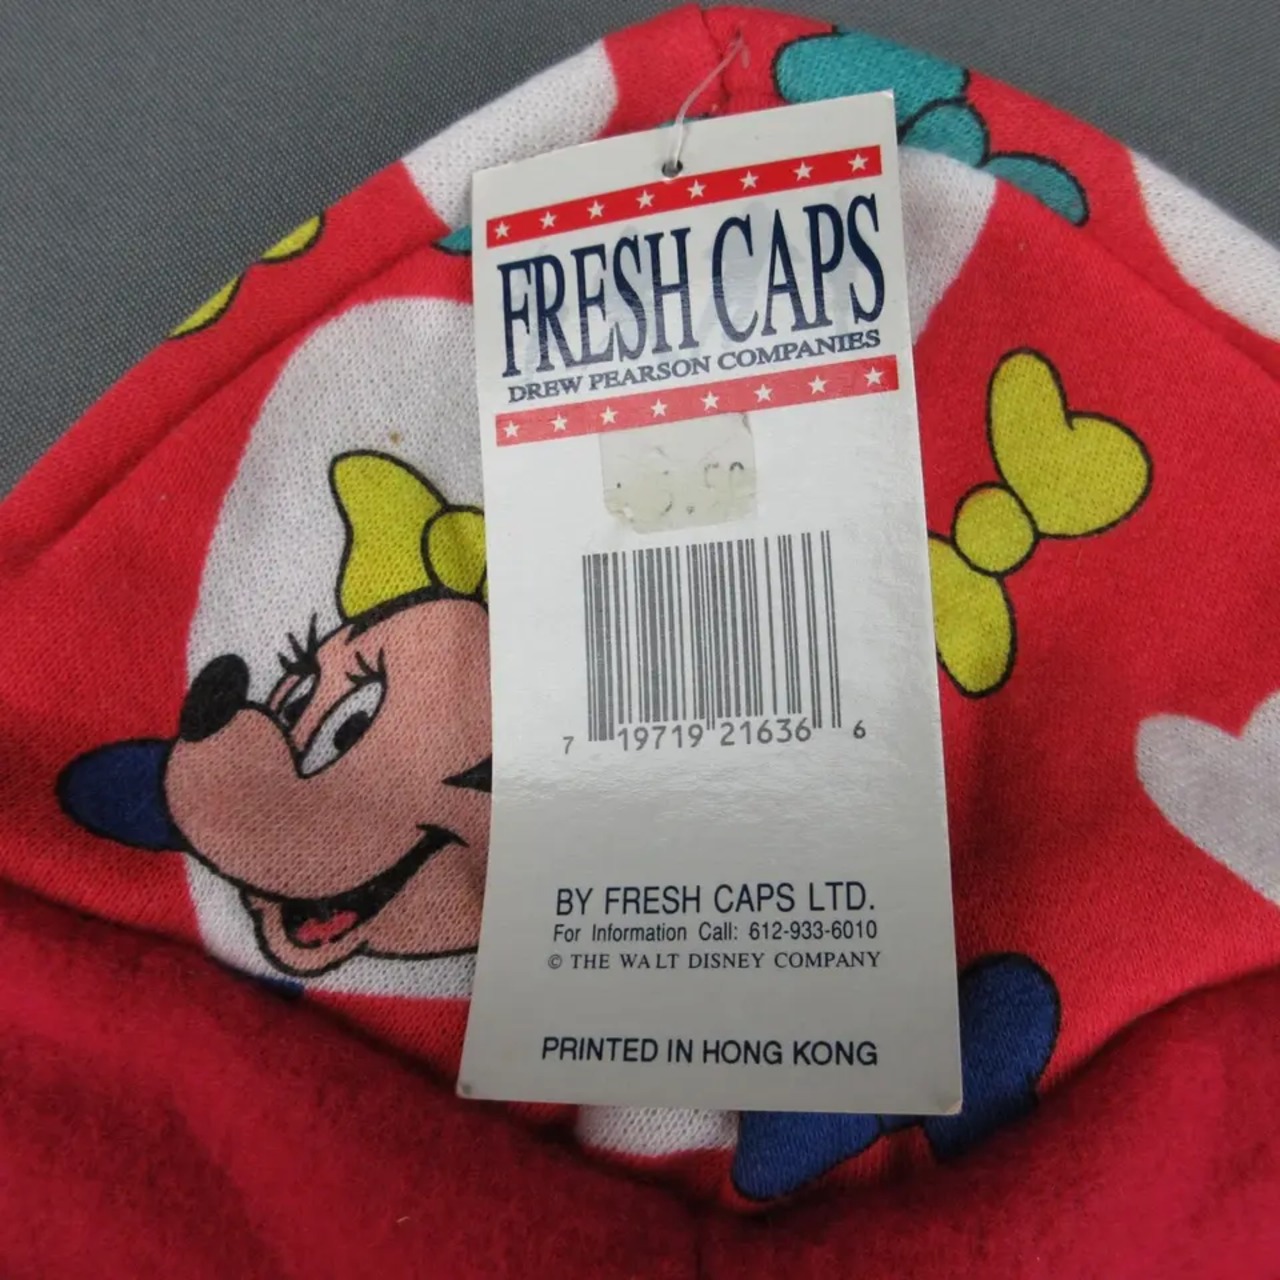 FRESH CAPS
DREW PEARSON COMPANIES
7 19719 21636 6
BY FRESH CAPS LTD.
For Information Call: 612-933-6010
© THE WALT DISNEY COMPANY
PRINTED IN HONG KONG